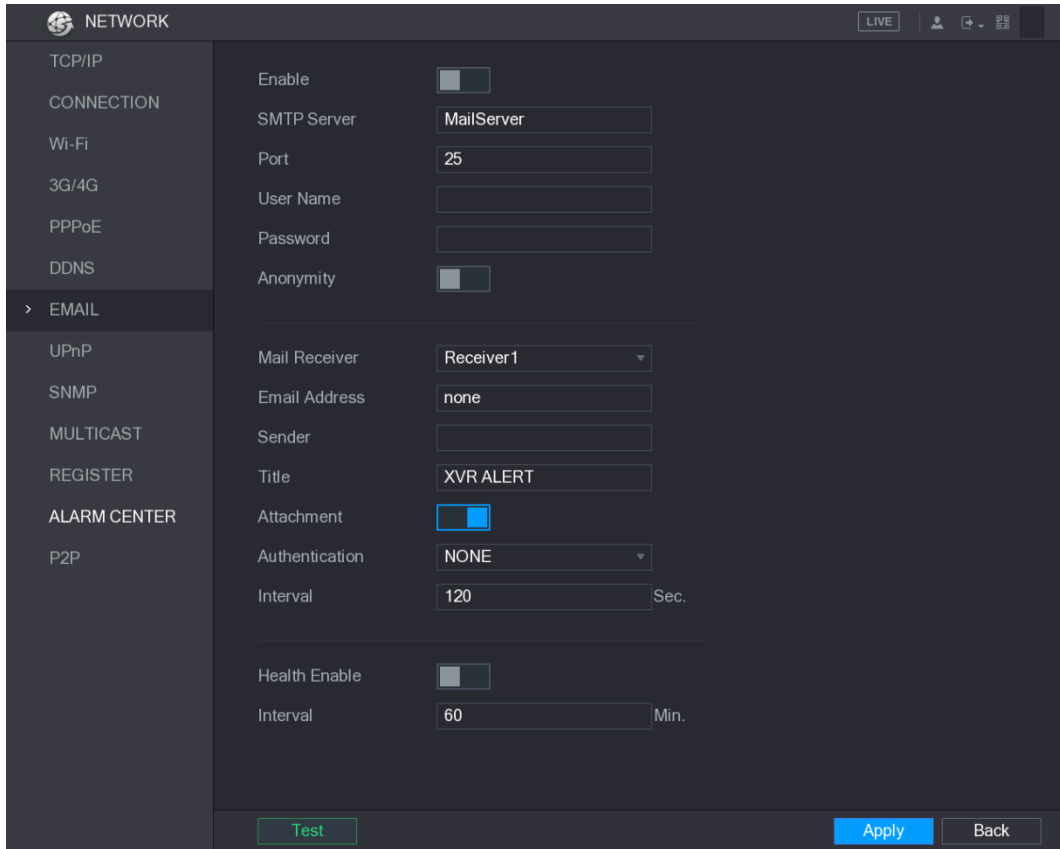 NETWORK
LIVE
TCP/IP
CONNECTION
Wi-Fi
3G/4G
PPPoE
DDNS
EMAIL
UPnP
SNMP
MULTICAST
REGISTER
ALARM CENTER
P2P
Enable
SMTP Server MailServer
Port 25
User Name
Password
Anonymity
Mail Receiver Receiver1
Email Address none
Sender
Title XVR ALERT
Attachment
Authentication NONE
Interval 120 Sec.
Health Enable
Interval 60 Min.
Test
Apply
Back